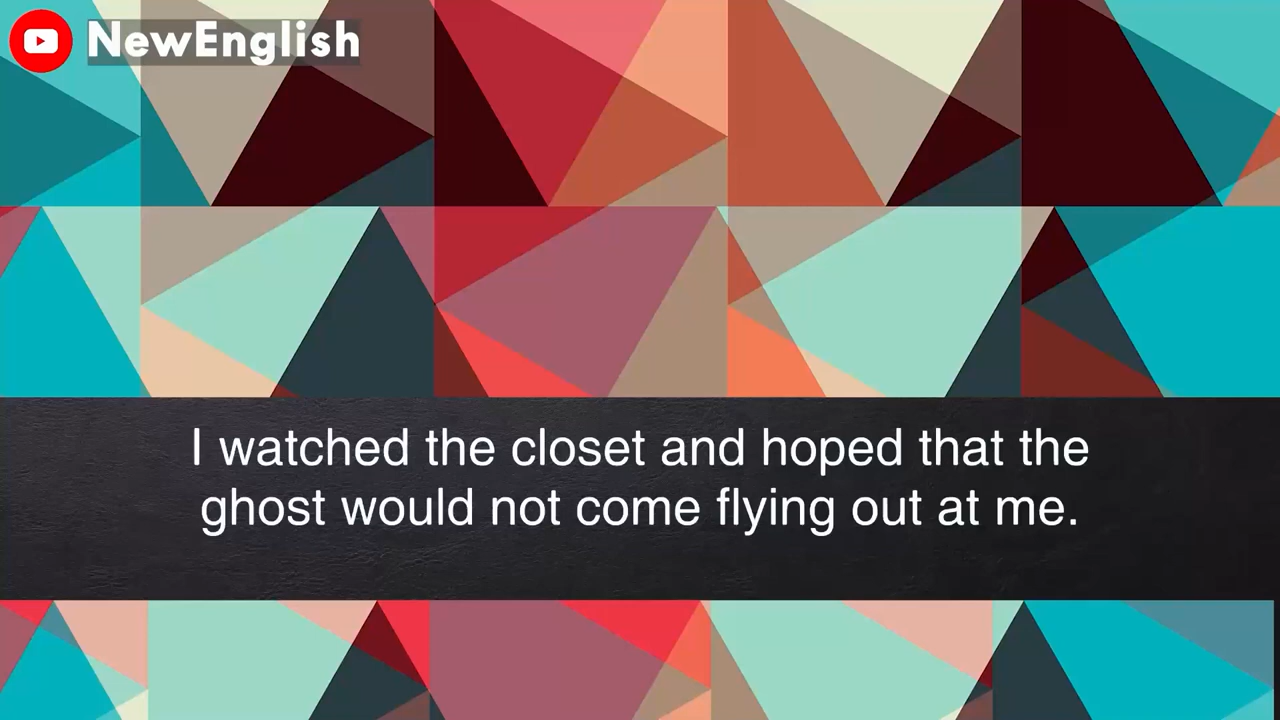 NewEnglish
I watched the closet and hoped that the
ghost would not come flying out at me.